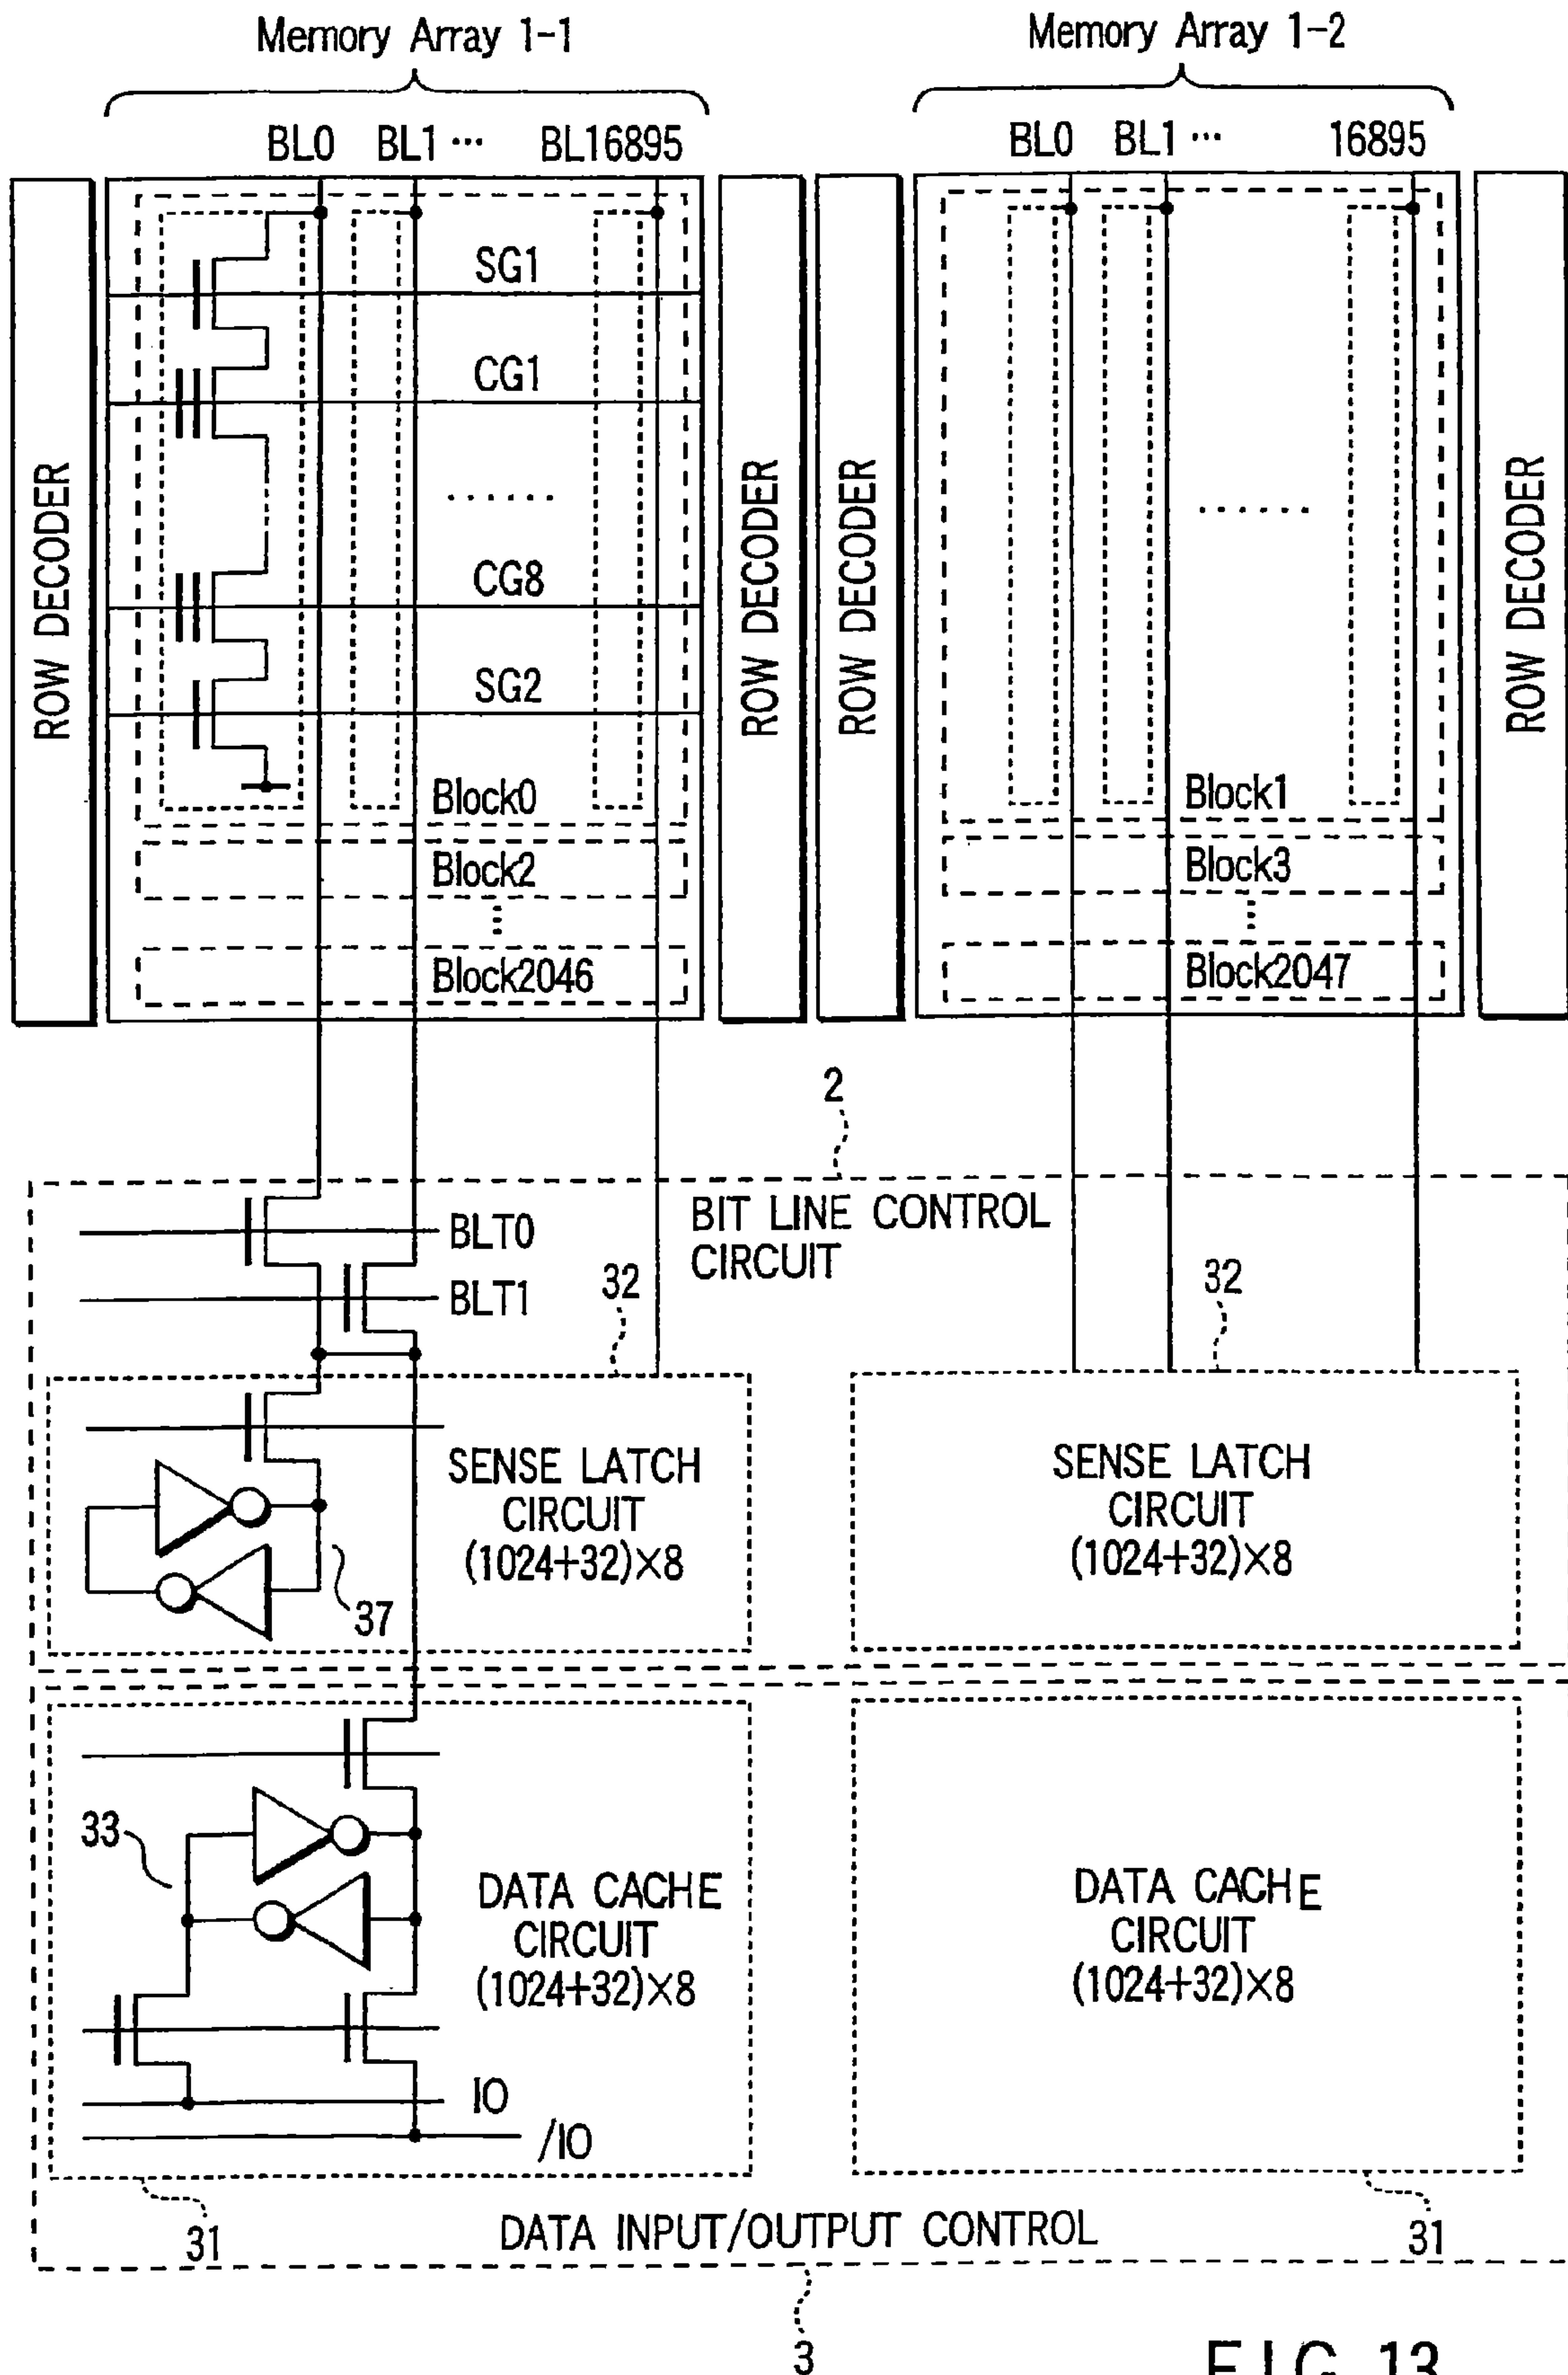 Memory Array 1-1
Memory Array 1-2
BL0 BL1 ··· BL16895
BL0 BL1 ··· 16895
ROW DECODER
SG1
CG1
·······
CG8
SG2
Block0
Block2
⋮
Block2046
ROW DECODER
ROW DECODER
·······
Block1
Block3
⋮
Block2047
ROW DECODER
2
BIT LINE CONTROL
CIRCUIT
BLT0
BLT1
32
32
SENSE LATCH
CIRCUIT
(1024+32)×8
37
SENSE LATCH
CIRCUIT
(1024+32)×8
33
DATA CACHE
CIRCUIT
(1024+32)×8
IO
/IO
DATA CACHE
CIRCUIT
(1024+32)×8
31
DATA INPUT/OUTPUT CONTROL
31
3
FIG. 13